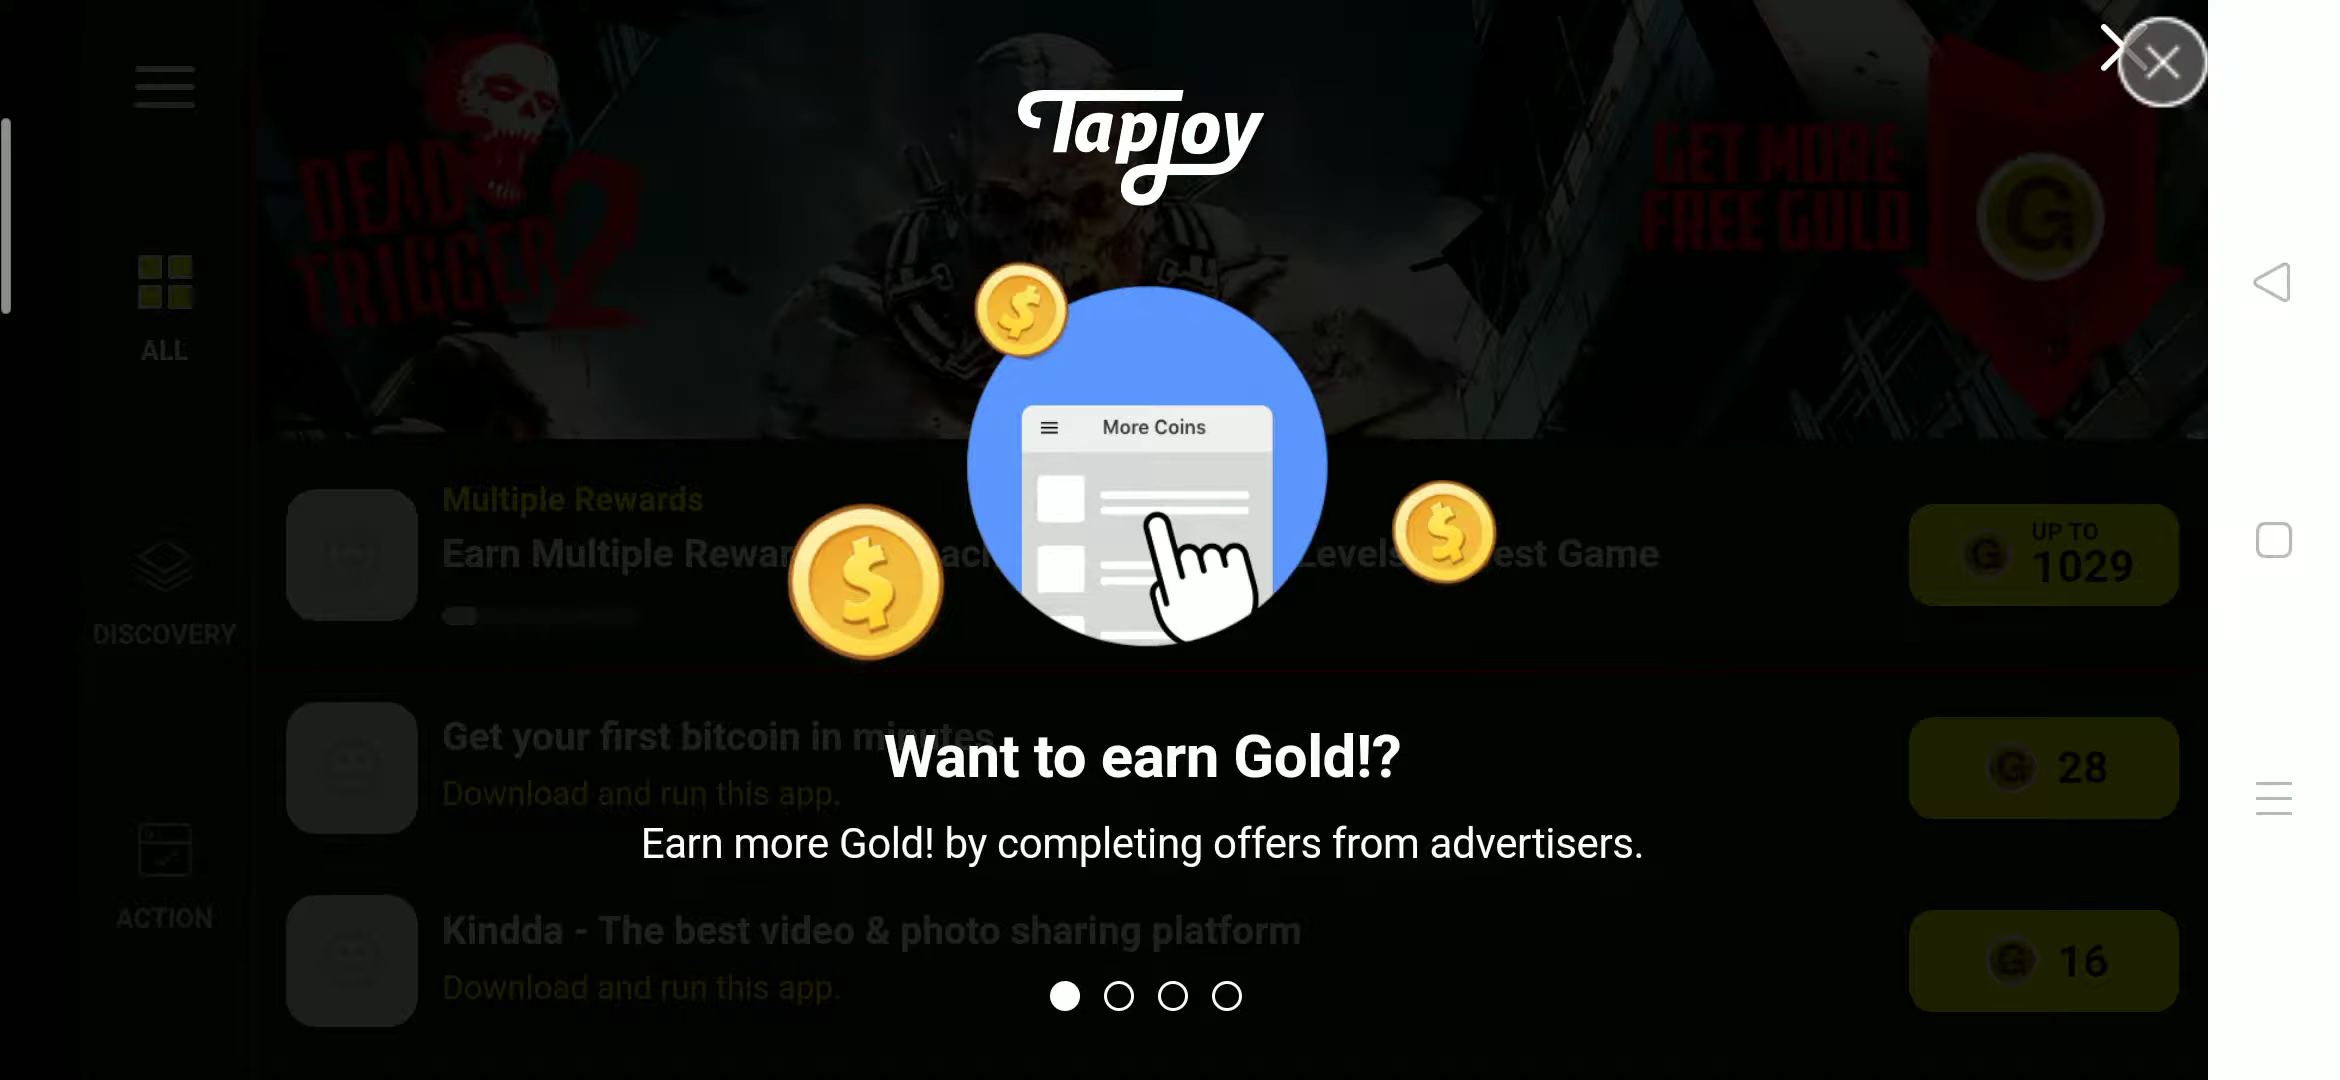 Tapjoy
DEAD
TRIGGER 2
GET MORE
FREE GOLD
G
ALL
More Coins
Multiple Rewards
Earn Multiple
Levels
Game
G UP TO
1029
DISCOVERY
Get your first bitcoin in minutes
Download and run this app.
G 28
Want to earn Gold!?
Earn more Gold! by completing offers from advertisers.
ACTION
Kindda - The best video & photo sharing platform
Download and run this app.
G 16